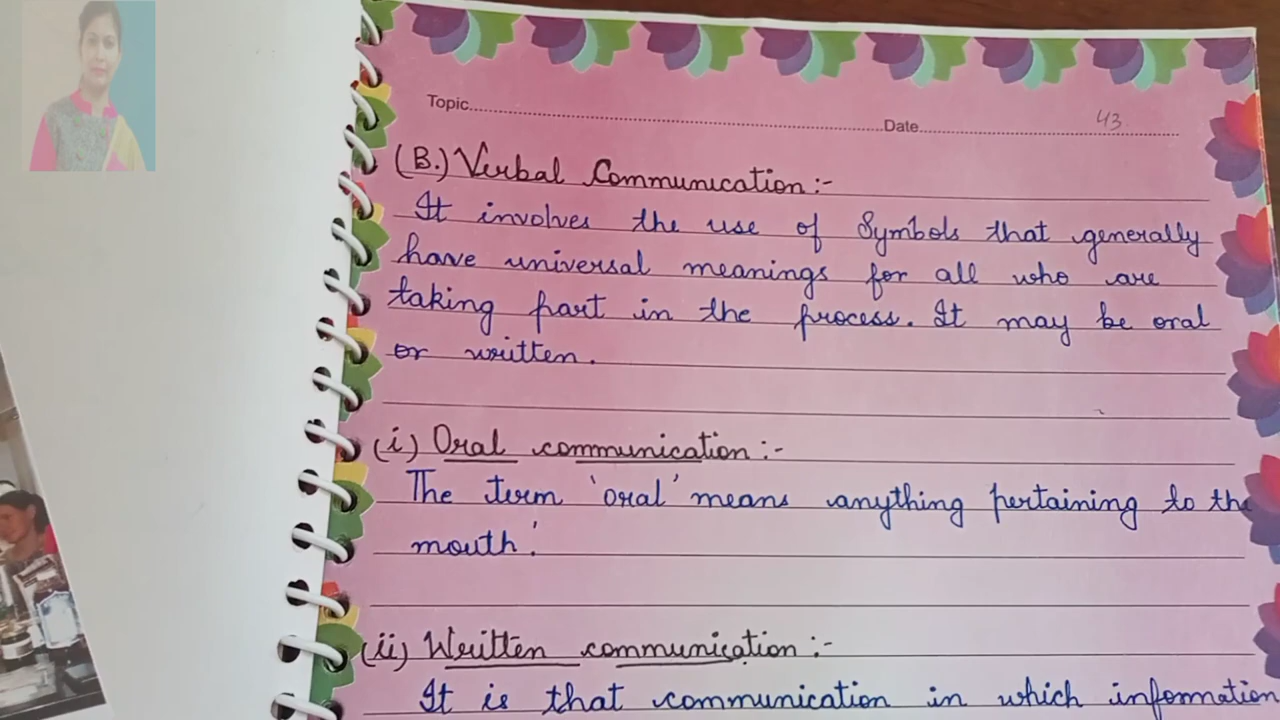 Topic
Date 43
(B.) Verbal Communication:-
It involves the use of Symbols that generally
have universal meanings for all who are
taking part in the process. It may be oral
or written.
(i) Oral communication:-
The term 'oral' means anything pertaining to the
mouth'.
(ii) Written communication:-
It is that communication in which information